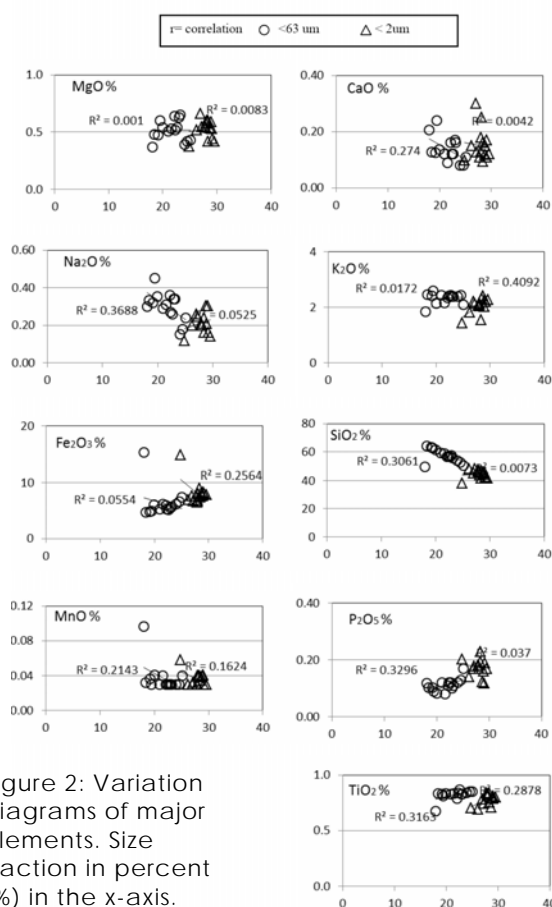 r= correlation ○ <63 um △ < 2um
MgO %
1.0
0.5
0.0
R² = 0.001
R² = 0.0083
0 10 20 30 40
CaO %
0.40
0.20
0.00
R² = 0.274
0.0042
0 10 20 30 40
Na₂O %
0.60
0.40
0.20
0.00
R² = 0.3688
0.0525
0 10 20 30 40
K₂O %
4
2
0
R² = 0.0172
R² = 0.4092
0 10 20 30 40
Fe₂O₃ %
20
10
0
R² = 0.0554
R² = 0.2564
0 10 20 30 40
SiO₂ %
80
60
40
20
0
R² = 0.3061
0.0073
0 10 20 30 40
MnO %
0.12
0.08
0.04
0.00
R² = 0.2143
0.1624
0 10 20 30 40
P₂O₅ %
0.40
0.20
0.00
R² = 0.3296
² = 0.037
0 10 20 30 40
TiO₂ %
1.0
0.5
0.0
R² = 0.3163
= 0.2878
0 10 20 30 40
igure 2: Variation
iagrams of major
lements. Size
action in percent
%) in the x-axis.